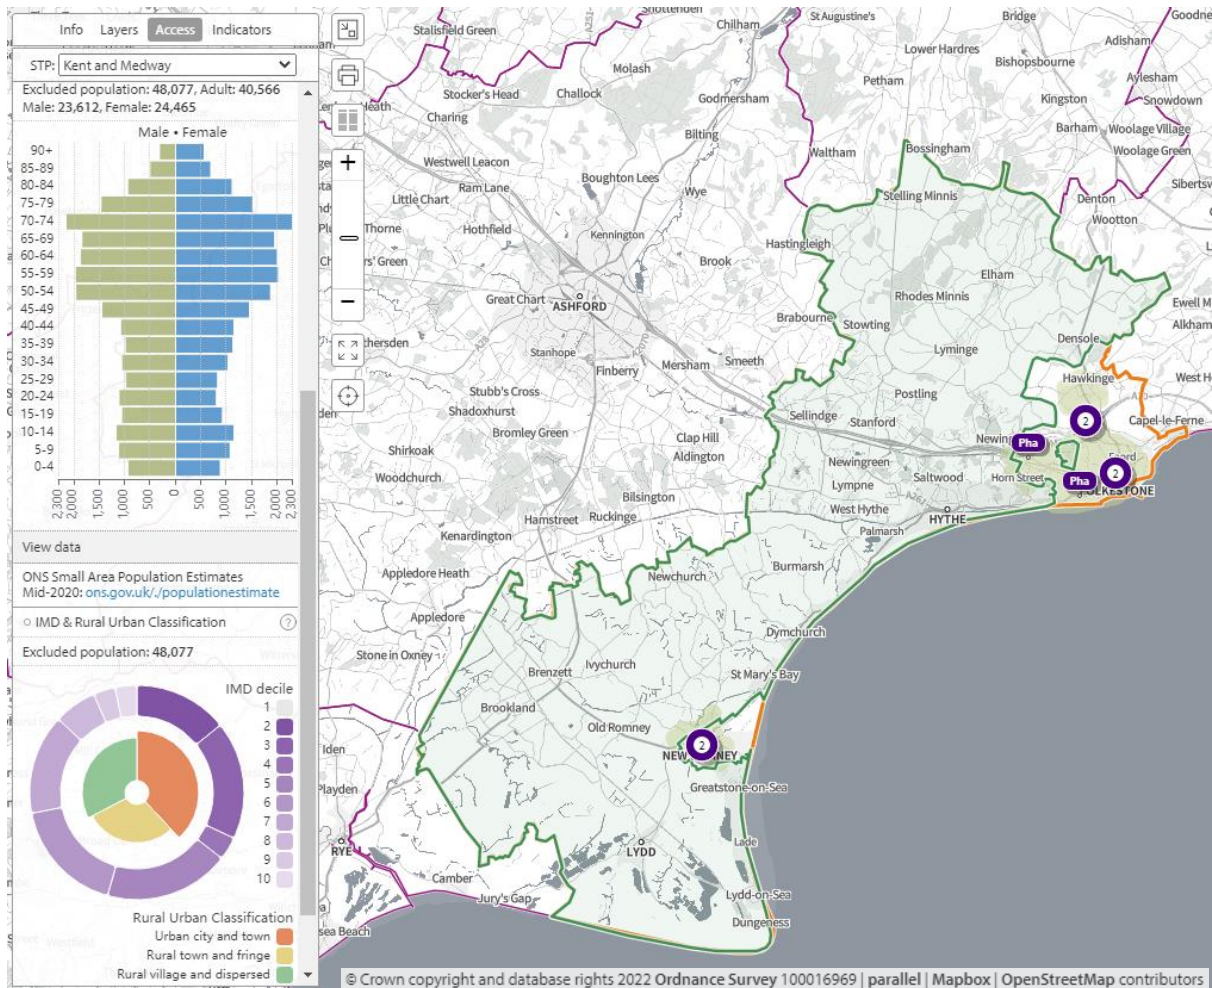 Info Layers Access Indicators
STP: Kent and Medway
Excluded population: 48,077, Adult: 40,566
Male: 23,612, Female: 24,465
Male • Female
90+
85-89
80-84
75-79
70-74
65-69
60-64
55-59
50-54
45-49
40-44
35-39
30-34
25-29
20-24
15-19
10-14
5-9
0-4
2,300 2,000 1,500 1,000 500 0 500 1,000 1,500 2,000 2,300
View data
ONS Small Area Population Estimates
Mid-2020: ons.gov.uk/./populationestimate
IMD & Rural Urban Classification ?
Excluded population: 48,077
IMD decile
1
2
3
4
5
6
7
8
9
10
Rural Urban Classification
Urban city and town
Rural town and fringe
Rural village and dispersed
Stalisfield Green
Chilham
St Augustine's
Bridge
Adisham
Lower Hardres
Bishopsbourne
Molash
Petham
Aylesham
Stocker's Head
Challock
Godmersham
Kingston
Snowdown
Charing
Bilting
Barham
Woolage Village
Woolage Green
Waltham
Bossingham
Westwell Leacon
Boughton Lees
Ram Lane
Wye
Little Chart
Stelling Minnis
Denton
Wootton
Hothfield
Kennington
Hastingleigh
Brook
Elham
Great Chart
ASHFORD
Rhodes Minnis
Brabourne
Stowting
Densole
Stanhope
Mersham
Smeeth
Lyminge
Finberry
Hawkinge
Stubb's Cross
Postling
Shadoxhurst
Sellindge
Stanford
Capel-le-Ferne
Bromley Green
Clap Hill
Aldington
2
Pha
Shirkoak
Newingreen
Saltwood
Horn Street
Woodchurch
Lympne
Pha
2
Bilsington
West Hythe
HYTHE
Hamstreet
Ruckinge
Palmarsh
Kenardington
Burmarsh
Appledore Heath
Newchurch
Appledore
Dymchurch
Stone in Oxney
Ivychurch
Brenzett
St Mary's Bay
Brookland
Old Romney
Iden
2
Greatstone-on-Sea
Playden
RYE
LYDD
Lade
Camber
Jury's Gap
Lydd-on-Sea
Dungeness
© Crown copyright and database rights 2022 Ordnance Survey 100016969 | parallel | Mapbox | OpenStreetMap contributors